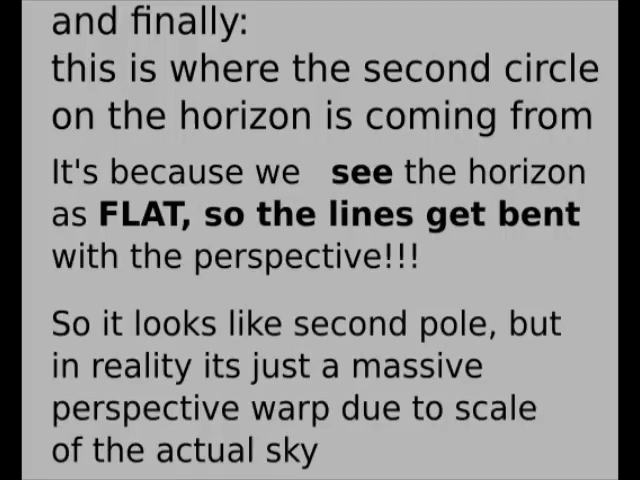 and finally:
this is where the second circle
on the horizon is coming from
It's because we see the horizon
as FLAT, so the lines get bent
with the perspective!!!
So it looks like second pole, but
in reality its just a massive
perspective warp due to scale
of the actual sky